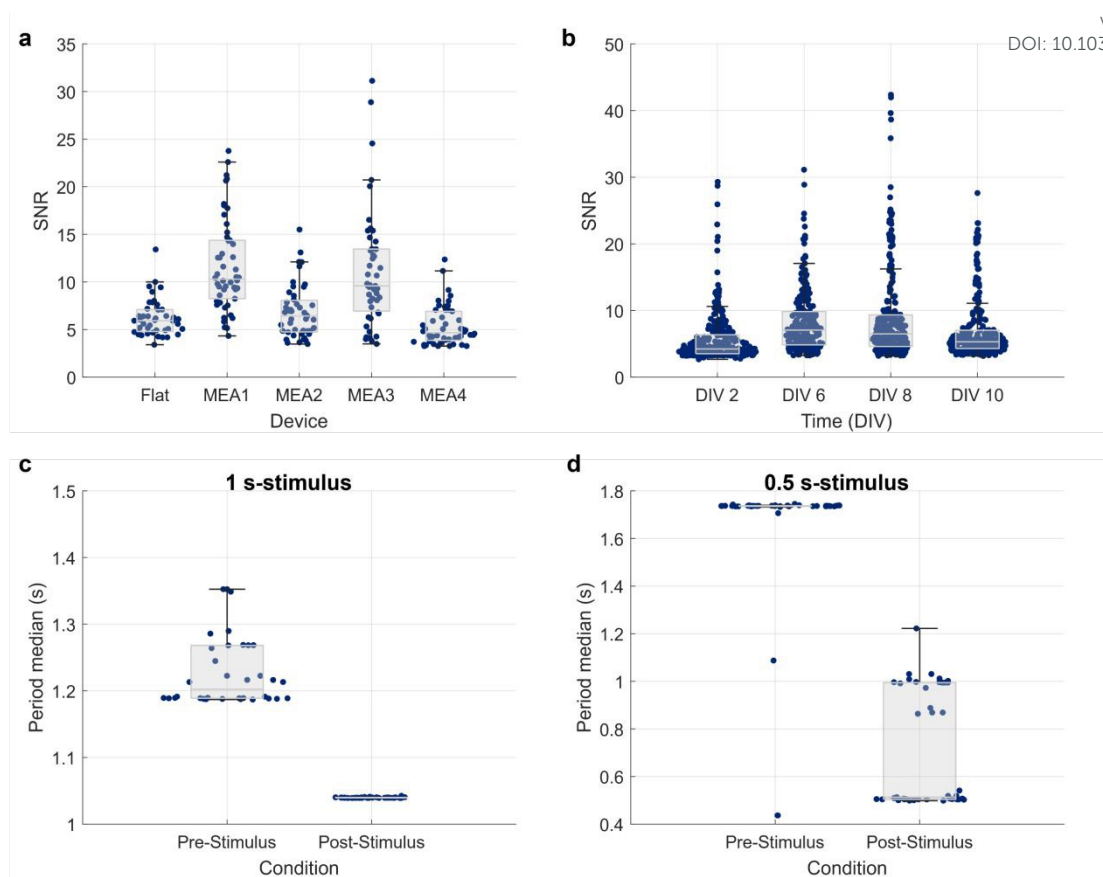 v
DOI: 10.103
a
35
30
25
20
15
10
5
0
SNR
Flat MEA1 MEA2 MEA3 MEA4
Device
b
50
40
30
20
10
0
SNR
DIV 2 DIV 6 DIV 8 DIV 10
Time (DIV)
c
1 s-stimulus
1.5
1.4
1.3
1.2
1.1
1
Period median (s)
Pre-Stimulus Post-Stimulus
Condition
d
0.5 s-stimulus
1.8
1.6
1.4
1.2
1
0.8
0.6
0.4
Period median (s)
Pre-Stimulus Post-Stimulus
Condition